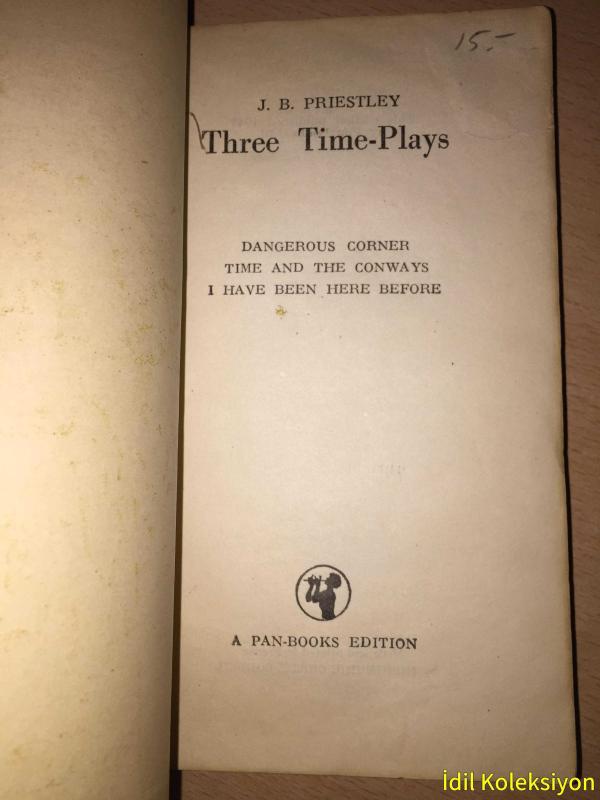 15.-
J. B. PRIESTLEY
Three Time-Plays
DANGEROUS CORNER
TIME AND THE CONWAYS
I HAVE BEEN HERE BEFORE
A PAN-BOOKS EDITION
İdil Koleksiyon